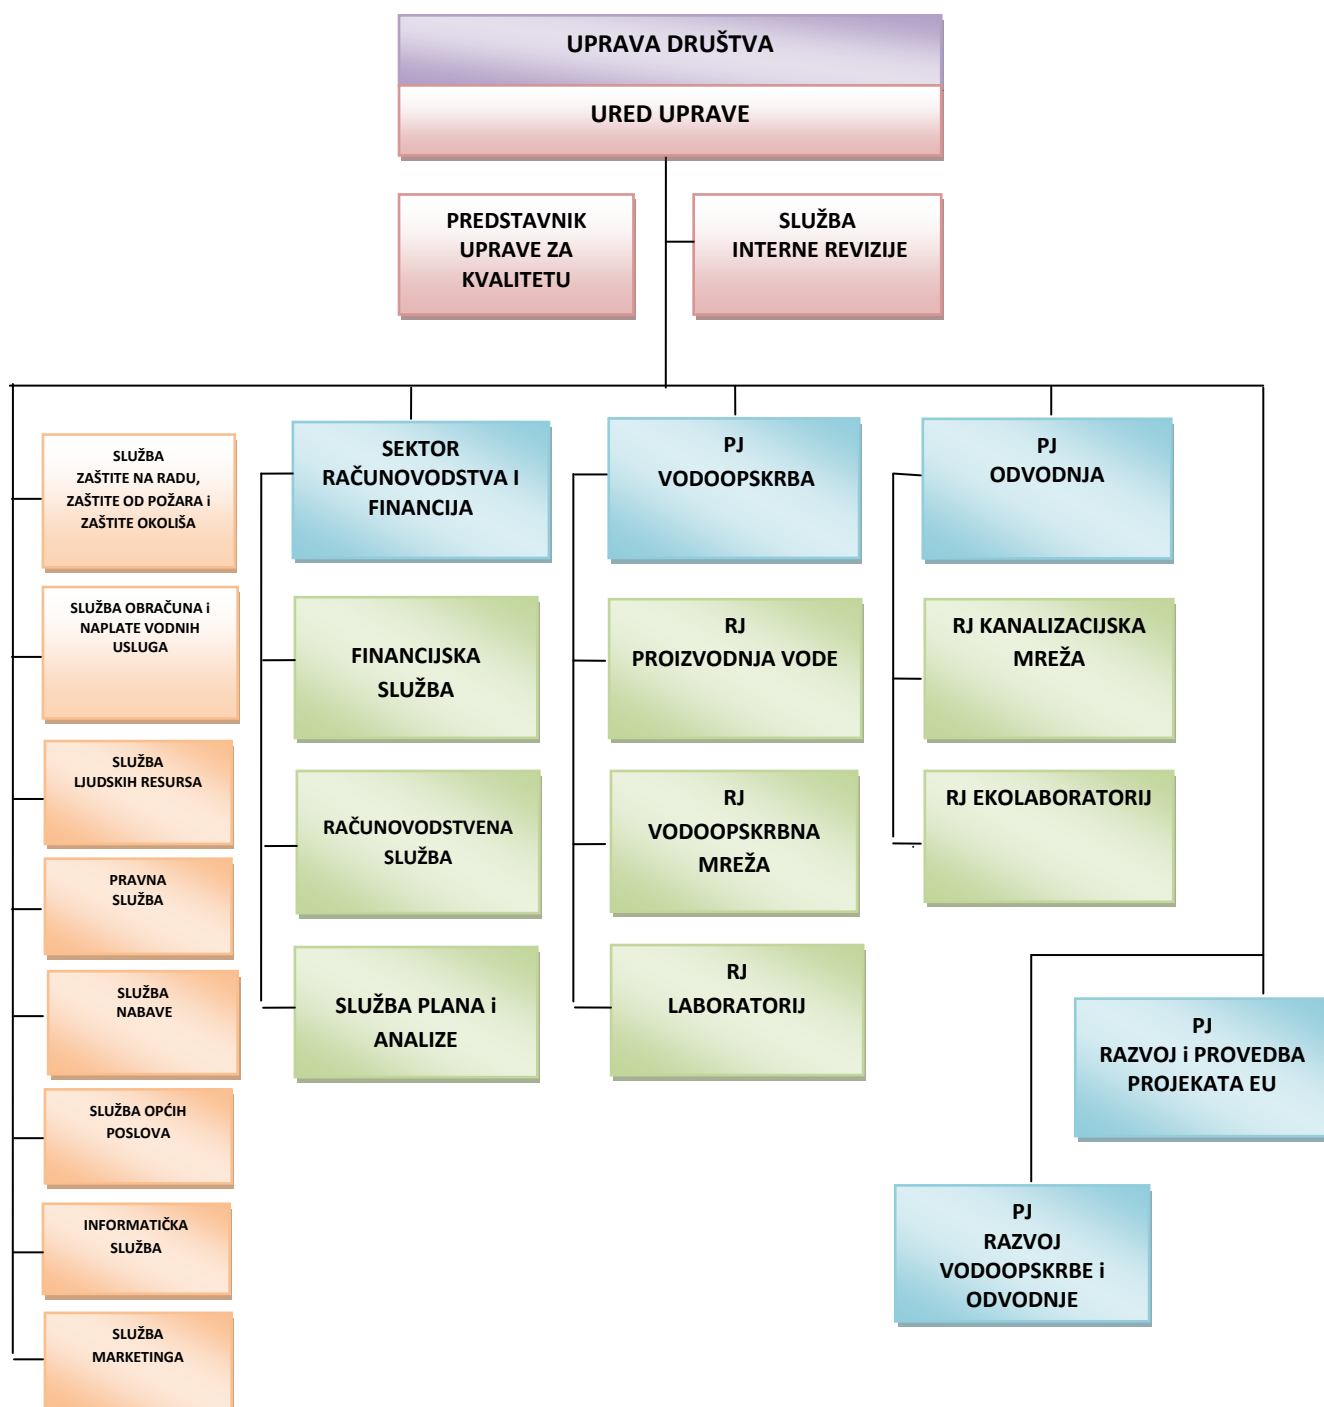 UPRAVA DRUŠTVA
URED UPRAVE
PREDSTAVNIK
UPRAVE ZA
KVALITETU
SLUŽBA
INTERNE REVIZIJE
SLUŽBA
ZAŠTITE NA RADU,
ZAŠTITE OD POŽARA i
ZAŠTITE OKOLIŠA
SLUŽBA OBRAČUNA i
NAPLATE VODNIH
USLUGA
SLUŽBA
LJUDSKIH RESURSA
PRAVNA
SLUŽBA
SLUŽBA
NABAVE
SLUŽBA OPĆIH
POSLOVA
INFORMATIČKA
SLUŽBA
SLUŽBA
MARKETINGA
SEKTOR
RAČUNOVODSTVA I
FINANCIJA
FINANCIJSKA
SLUŽBA
RAČUNOVODSTVENA
SLUŽBA
SLUŽBA PLANA i
ANALIZE
PJ
VODOOPSKRBA
RJ
PROIZVODNJA VODE
RJ
VODOOPSKRBNA
MREŽA
RJ
LABORATORIJ
PJ
ODVODNJA
RJ KANALIZACIJSKA
MREŽA
RJ EKOLABORATORIJ
.
PJ
RAZVOJ i PROVEDBA
PROJEKATA EU
PJ
RAZVOJ
VODOOPSKRBE i
ODVODNJE